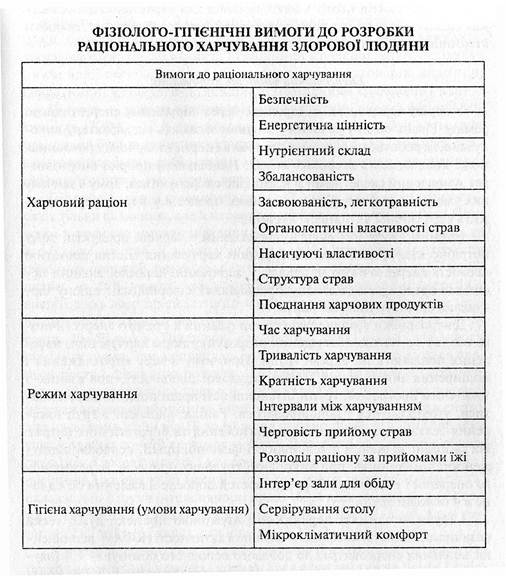 ФІЗІОЛОГО-ГІГІЄНІЧНІ ВИМОГИ ДО РОЗРОБКИ
РАЦІОНАЛЬНОГО ХАРЧУВАННЯ ЗДОРОВОЇ ЛЮДИНИ
Вимоги до раціонального харчування
Харчовий раціон
Безпечність
Енергетична цінність
Нутрієнтний склад
Збалансованість
Засвоюваність, легкотравність
Органолептичні властивості страв
Насичуючі властивості
Структура страв
Поєднання харчових продуктів
Режим харчування
Час харчування
Тривалість харчування
Кратність харчування
Інтервали між харчуванням
Черговість прийому страв
Розподіл раціону за прийомами їжі
Гігієна харчування (умови харчування)
Інтер’єр зали для обіду
Сервірування столу
Мікрокліматичний комфорт